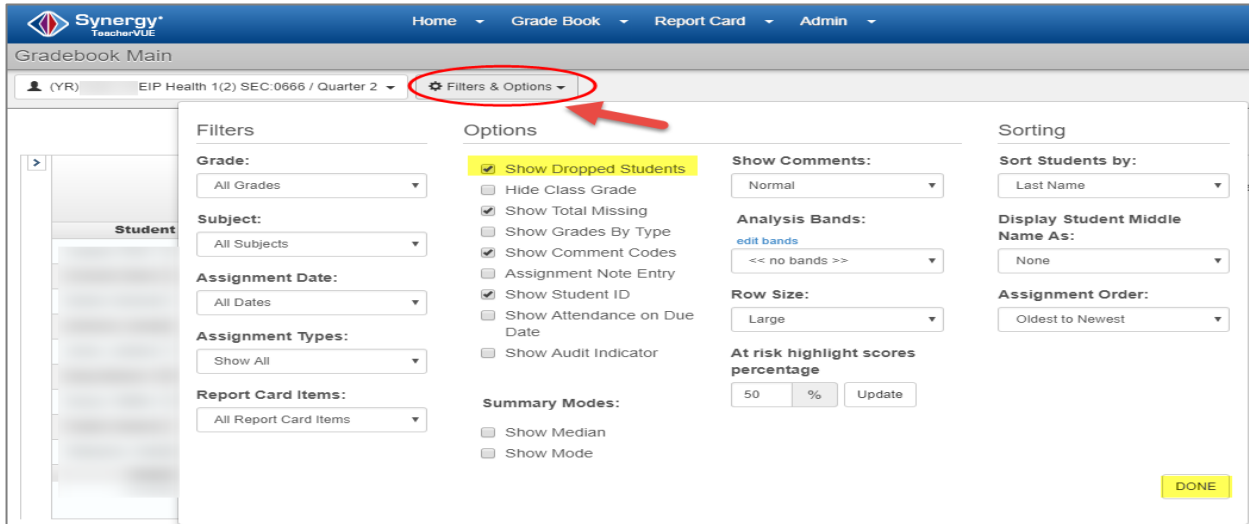 Synergy
TeacherVUE
Home Grade Book Report Card Admin
Gradebook Main
(YR) EIP Health 1(2) SEC:0666 / Quarter 2
Filters & Options
Filters
Grade:
All Grades
Subject:
All Subjects
Assignment Date:
All Dates
Assignment Types:
Show All
Report Card Items:
All Report Card Items
Options
Show Dropped Students
Hide Class Grade
Show Total Missing
Show Grades By Type
Show Comment Codes
Assignment Note Entry
Show Student ID
Show Attendance on Due
Date
Show Audit Indicator
Summary Modes:
Show Median
Show Mode
Show Comments:
Normal
Analysis Bands:
edit bands
<< no bands >>
Row Size:
Large
At risk highlight scores
percentage
50 % Update
Sorting
Sort Students by:
Last Name
Display Student Middle
Name As:
None
Assignment Order:
Oldest to Newest
DONE
Student